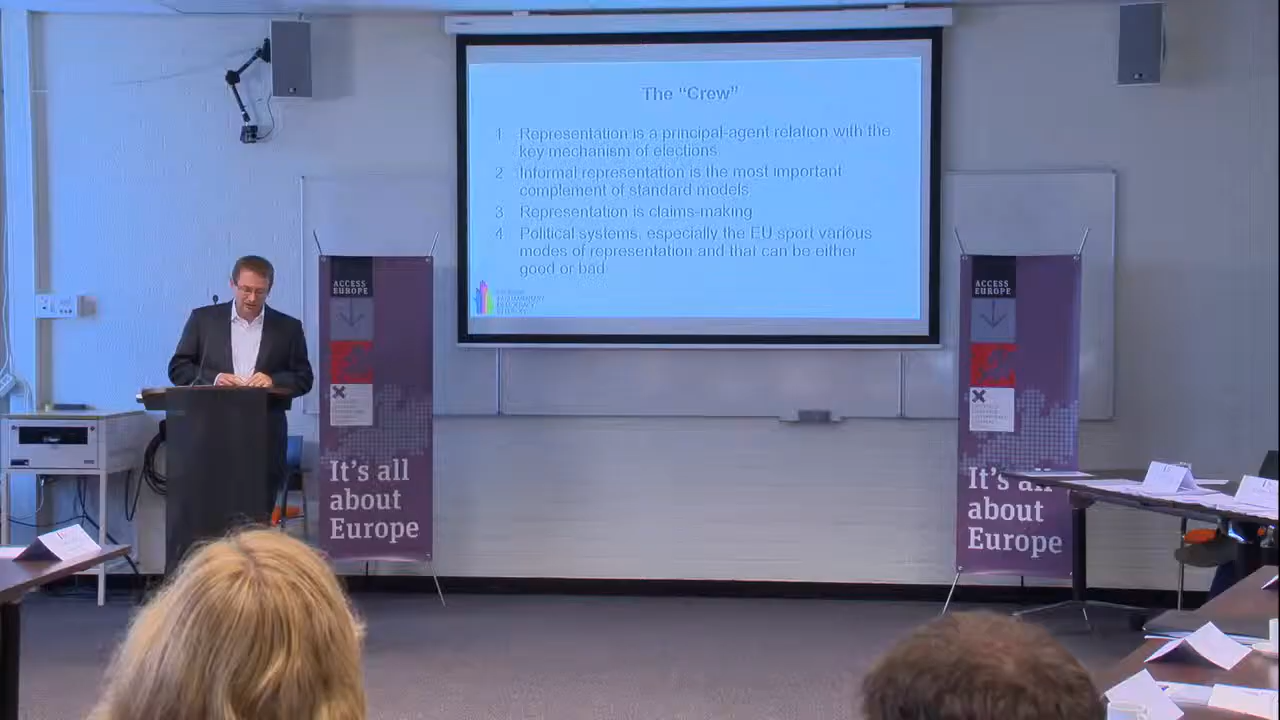 The “Crew”
1 Representation is a principal-agent relation with the
key mechanism of elections
2 Informal representation is the most important
complement of standard models
3 Representation is claims-making
4 Political systems, especially the EU sport various
modes of representation and that can be either
good or bad
ACCESS
EUROPE
It's all
about
Europe
ACCESS
EUROPE
It's all
about
Europe